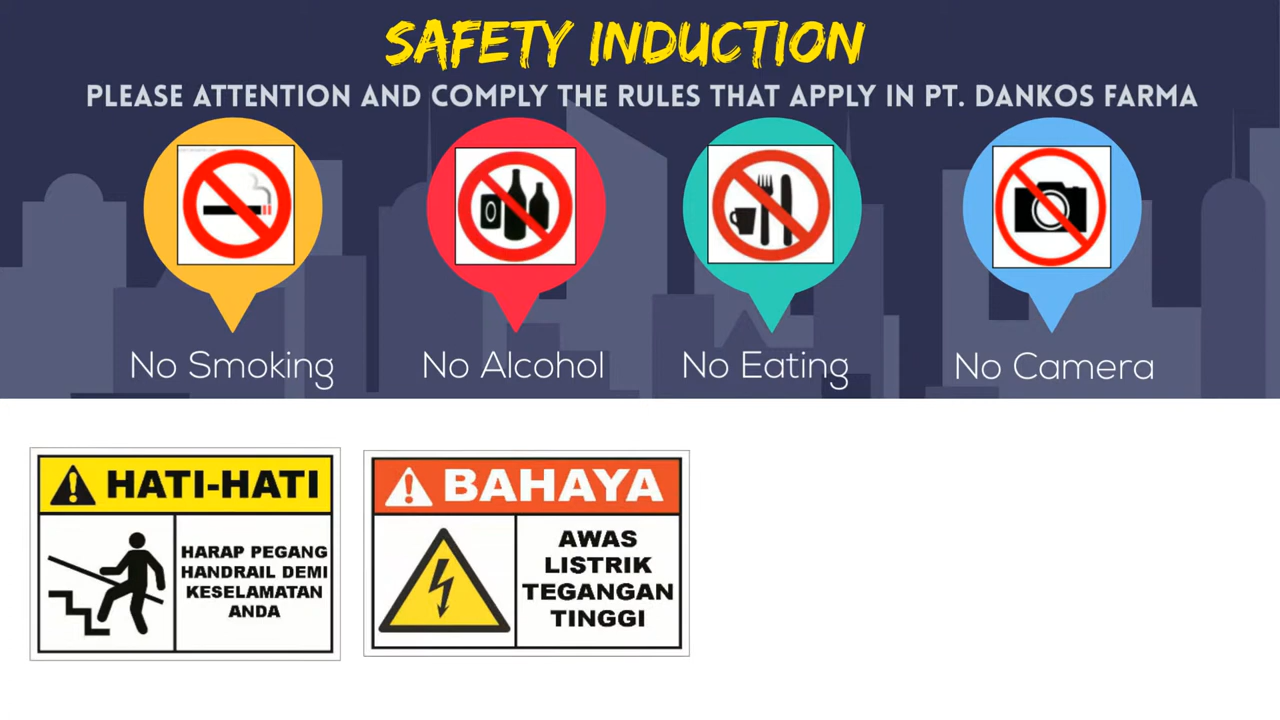 SAFETY INDUCTION
PLEASE ATTENTION AND COMPLY THE RULES THAT APPLY IN PT. DANKOS FARMA
No Smoking
No Alcohol
No Eating
No Camera
HATI-HATI
HARAP PEGANG
HANDRAIL DEMI
KESELAMATAN
ANDA
BAHAYA
AWAS
LISTRIK
TEGANGAN
TINGGI